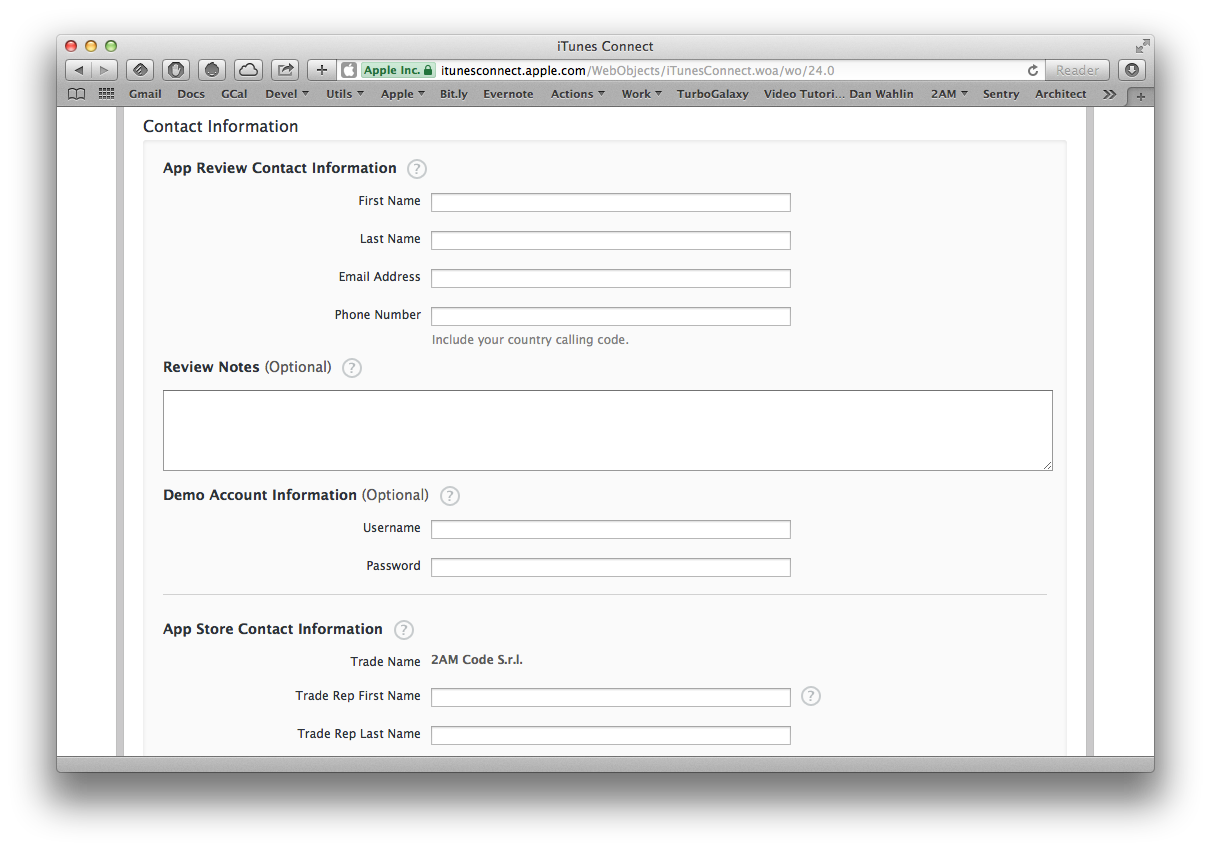 iTunes Connect
Apple Inc. itunesconnect.apple.com/WebObjects/iTunesConnect.woa/wo/24.0 Reader
Gmail Docs GCal Devel Utils Apple Bit.ly Evernote Actions Work TurboGalaxy Video Tutori... Dan Wahlin 2AM Sentry Architect
Contact Information
App Review Contact Information ?
First Name
Last Name
Email Address
Phone Number
Include your country calling code.
Review Notes (Optional) ?
Demo Account Information (Optional) ?
Username
Password
App Store Contact Information ?
Trade Name 2AM Code S.r.l.
Trade Rep First Name ?
Trade Rep Last Name